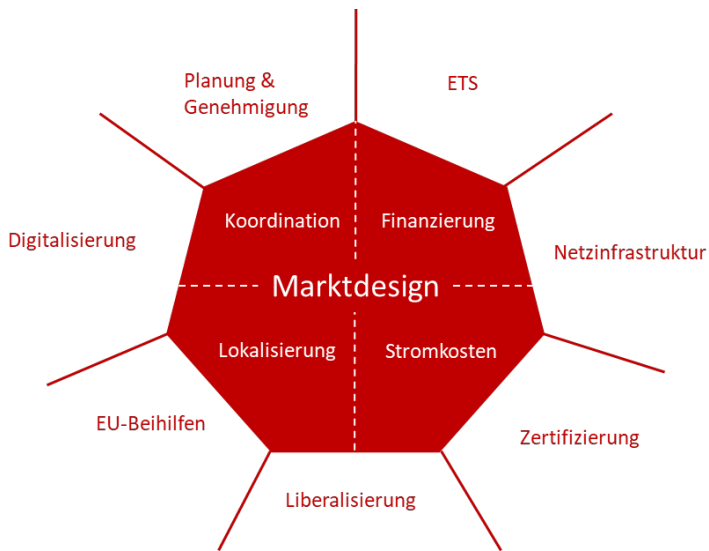 Planung &
Genehmigung
ETS
Koordination
Finanzierung
Digitalisierung
Netzinfrastruktur
Marktdesign
Lokalisierung
Stromkosten
EU-Beihilfen
Zertifizierung
Liberalisierung